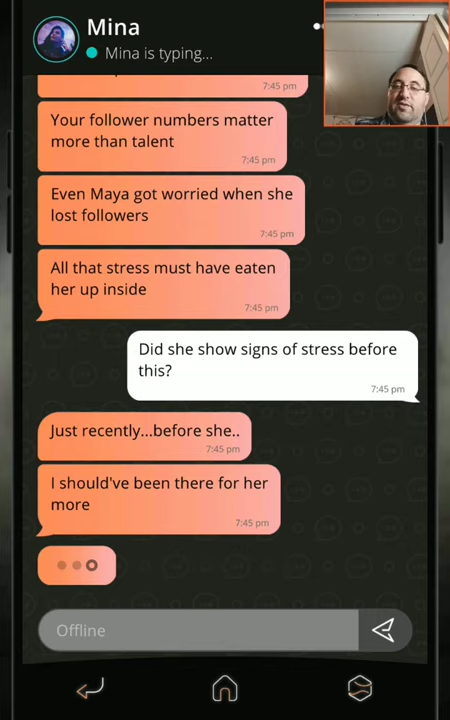 Mina
Mina is typing...
7:45 pm
Your follower numbers matter
more than talent
7:45 pm
Even Maya got worried when she
lost followers
7:45 pm
All that stress must have eaten
her up inside
7:45 pm
Did she show signs of stress before
this?
7:45 pm
Just recently...before she..
7:45 pm
I should've been there for her
more
7:45 pm
Offline